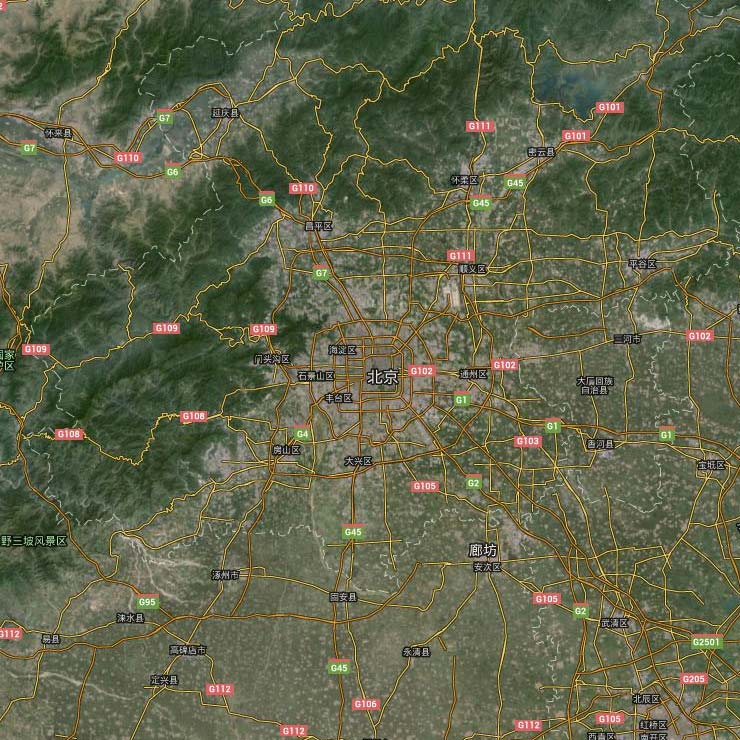 G101
G7
延庆县
G111
怀来县
G101
G7
G110
密云县
G6
怀柔区
G45
G110
G6
G45
昌平区
G111
平谷区
顺义区
G7
G109
G109
G102
三河市
海淀区
G109
国家
门头沟区
G102
G102
石景山区
北京
通州区
大厂回族
自治县
丰台区
G1
G108
G1
G108
G4
G1
G103
香河县
房山区
大兴区
宝坻区
G2
G105
G45
野三坡风景区
廊坊
安次区
涿州市
固安县
G105
G95
G2
涞水县
武清区
G112
易县
G2501
高碑店市
永清县
G45
定兴县
G205
G112
北辰区
G106
G105
G112
G112
红桥区
西青区
南开区